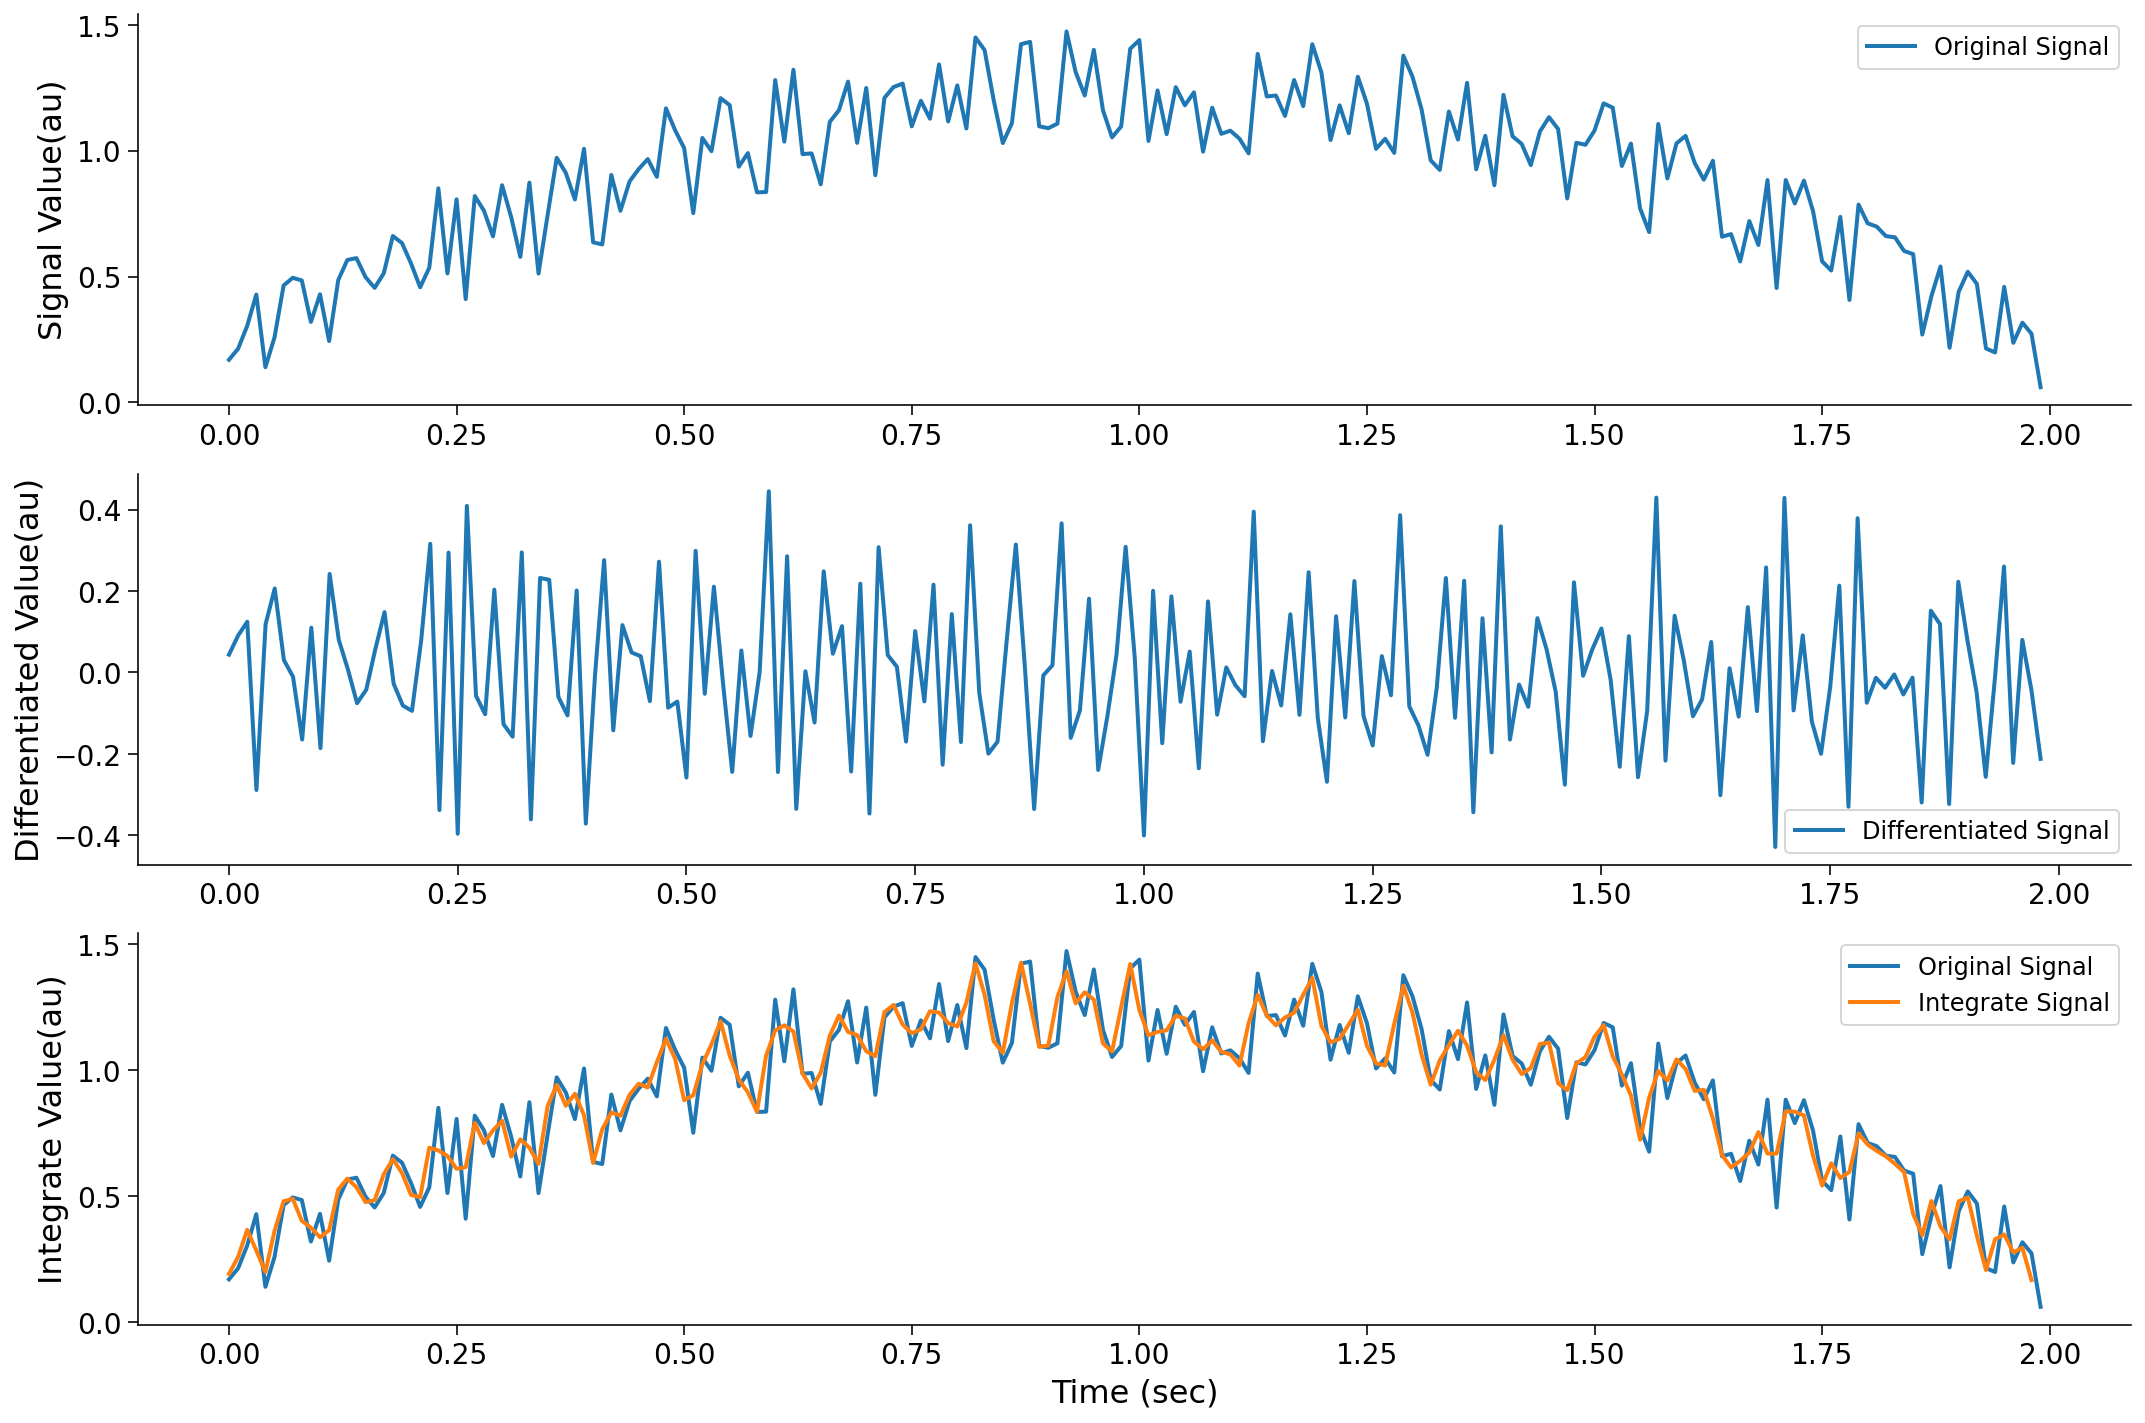 Signal Value(au)
1.5
1.0
0.5
0.0
Original Signal
0.00 0.25 0.50 0.75 1.00 1.25 1.50 1.75 2.00
Differentiated Value(au)
0.4
0.2
0.0
−0.2
−0.4
Differentiated Signal
0.00 0.25 0.50 0.75 1.00 1.25 1.50 1.75 2.00
Integrate Value(au)
1.5
1.0
0.5
0.0
Original Signal
Integrate Signal
0.00 0.25 0.50 0.75 1.00 1.25 1.50 1.75 2.00
Time (sec)